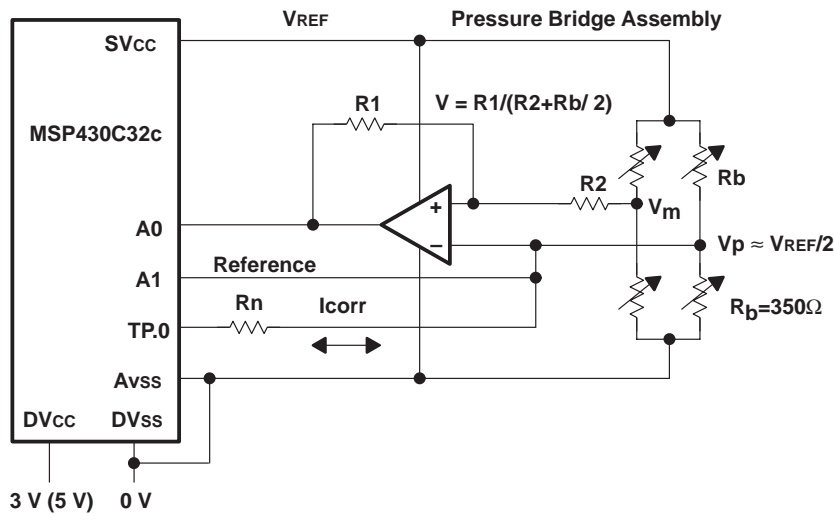 VREF
Pressure Bridge Assembly
SVCC
R1
V = R1/(R2+Rb/ 2)
MSP430C32c
+
R2
Rb
Vm
A0
−
Vp ≈ VREF/2
Reference
A1
Rn
Icorr
Rb=350Ω
TP.0
AVSS
DVCC
DVSS
3 V (5 V)
0 V